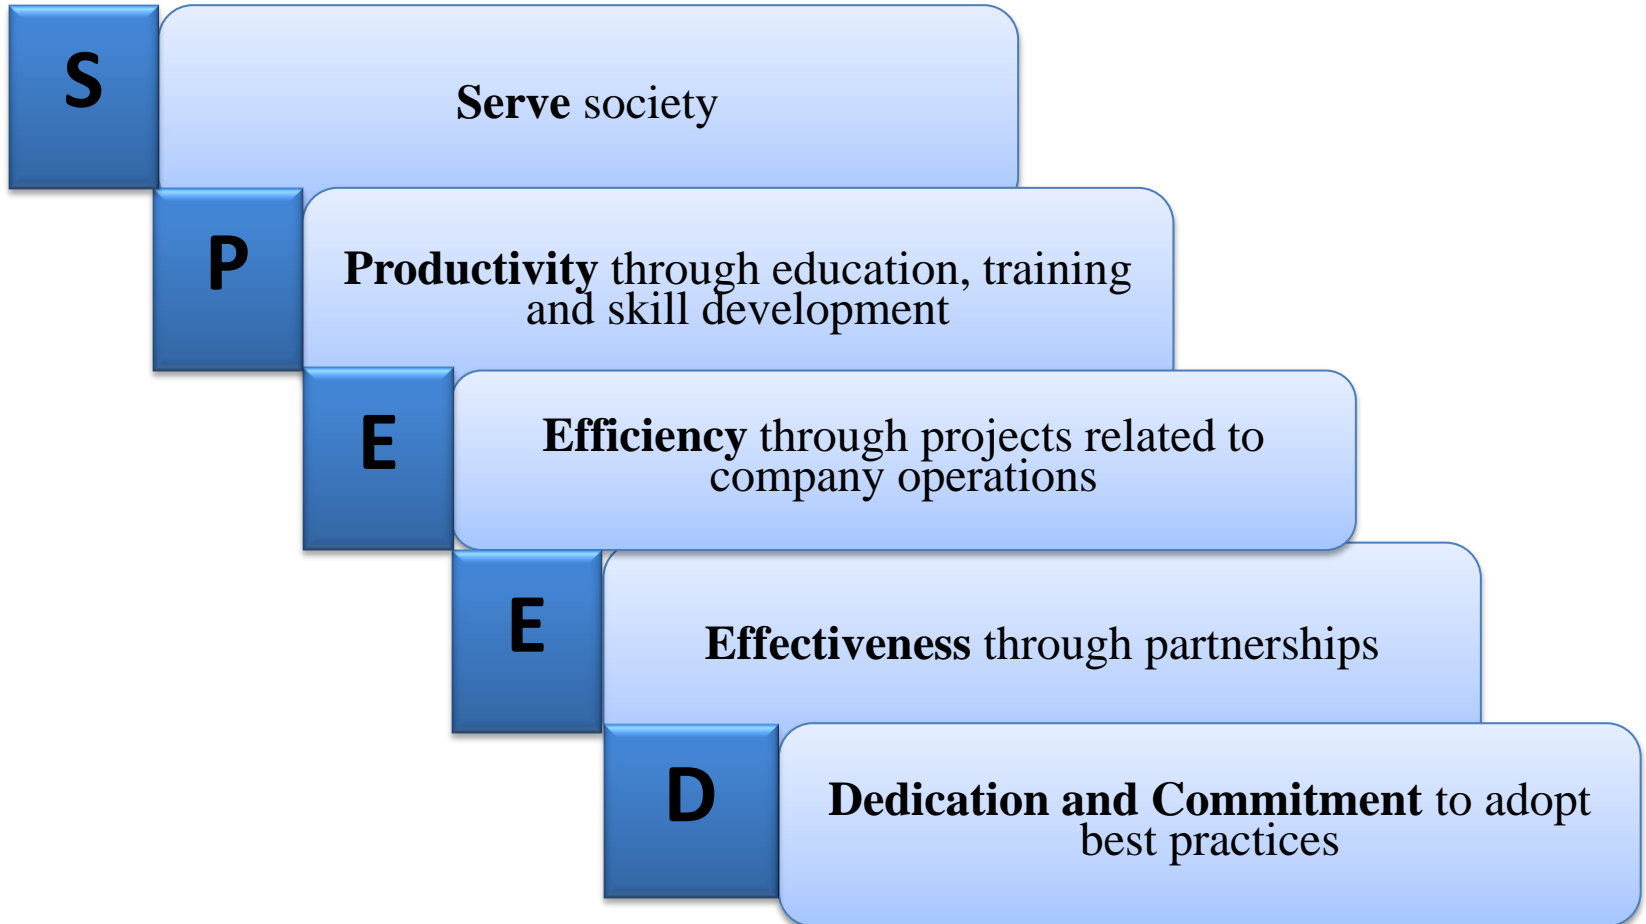 S
Serve society
P
Productivity through education, training
and skill development
E
Efficiency through projects related to
company operations
E
Effectiveness through partnerships
D
Dedication and Commitment to adopt
best practices